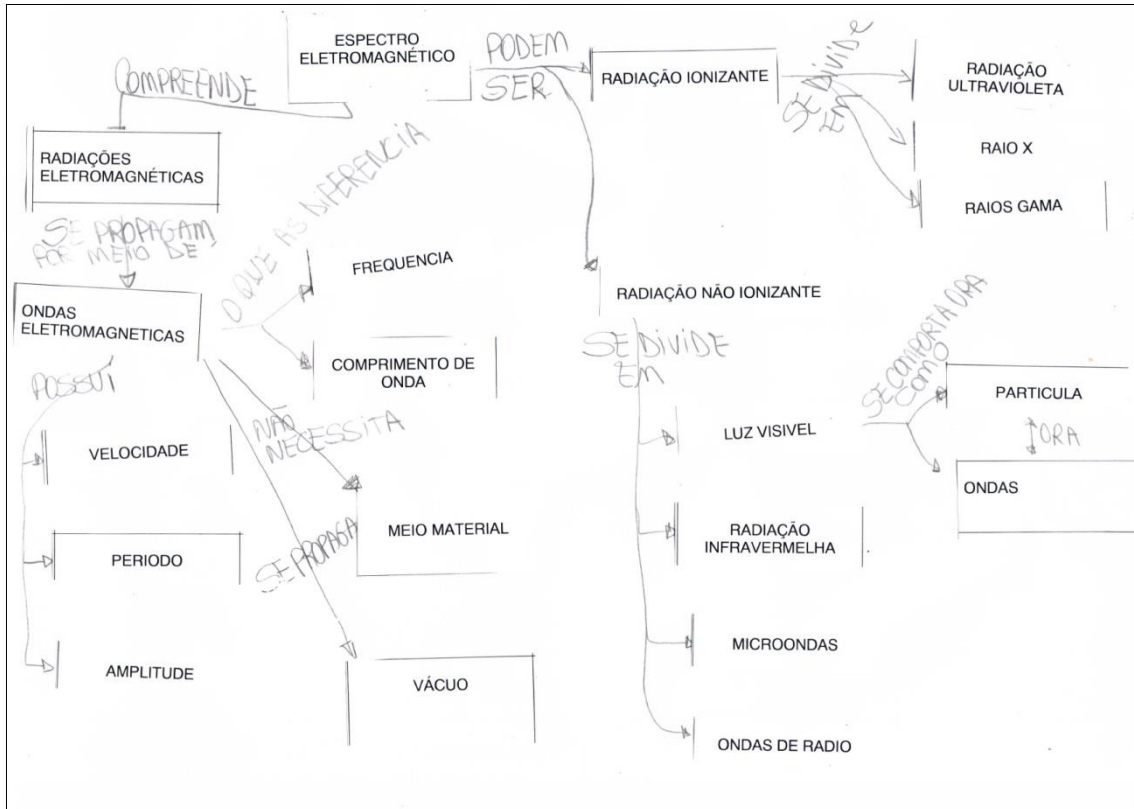 ESPECTRO
ELETROMAGNÉTICO
COMPREENDE
PODEM
SER
RADIAÇÃO IONIZANTE
SE DIVIDE
EM
RADIAÇÃO
ULTRAVIOLETA
RAIO X
RAIOS GAMA
RADIAÇÕES
ELETROMAGNÉTICAS
SE PROPAGAM
POR MEIO DE
ONDAS
ELETROMAGNETICAS
O QUE AS DIFERENCIA
FREQUENCIA
COMPRIMENTO DE
ONDA
POSSUI
VELOCIDADE
PERIODO
AMPLITUDE
NÃO
NECESSITA
MEIO MATERIAL
SE PROPAGA
VÁCUO
RADIAÇÃO NÃO IONIZANTE
SE DIVIDE
EM
LUZ VISIVEL
RADIAÇÃO
INFRAVERMELHA
MICROONDAS
ONDAS DE RADIO
SE COMPORTA ORA
COMO
PARTICULA
ORA
ONDAS